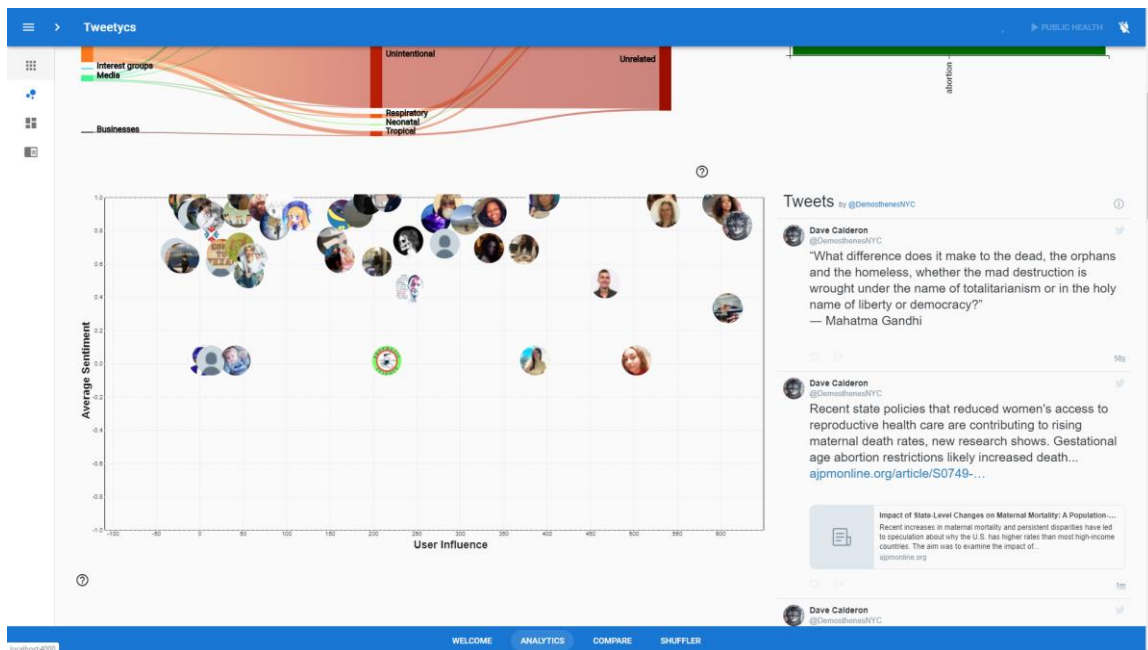 Tweetycs
PUBLIC HEALTH
Unintentional
Unrelated
Interest groups
Media
Respiratory
Neonatal
Tropical
Businesses
abortion
1.0
0.8
0.6
0.4
0.2
0.0
-0.2
-0.4
-0.6
-0.8
-1.0
Average Sentiment
-100
-50
0
50
100
150
200
250
300
350
400
450
500
550
600
User Influence
Tweets by @DemosthenesNYC
Dave Calderon
@DemosthenesNYC
“What difference does it make to the dead, the orphans
and the homeless, whether the mad destruction is
wrought under the name of totalitarianism or in the holy
name of liberty or democracy?”
— Mahatma Gandhi
Dave Calderon
@DemosthenesNYC
Recent state policies that reduced women's access to
reproductive health care are contributing to rising
maternal death rates, new research shows. Gestational
age abortion restrictions likely increased death...
ajpmonline.org/article/S0749-…
Impact of State-Level Changes on Maternal Mortality: A Population-...
Recent increases in maternal mortality and persistent disparities have led
to speculation about why the U.S. has higher rates than most high-income
countries. The aim was to examine the impact of...
ajpmonline.org
1m
Dave Calderon
@DemosthenesNYC
WELCOME
ANALYTICS
COMPARE
SHUFFLER
localhost:4000